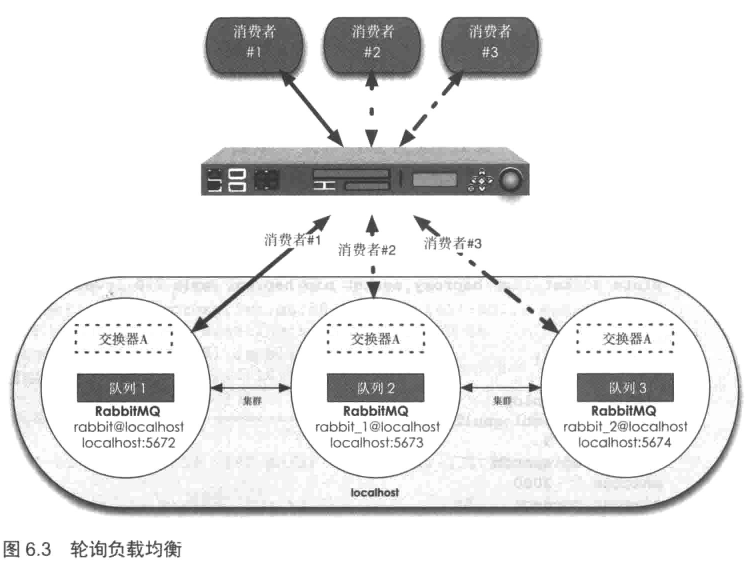 消费者
#1
消费者
#2
消费者
#3
消费者#1
消费者#2
消费者#3
交换器A
队列 1
RabbitMQ
rabbit@localhost
localhost:5672
集群
交换器A
队列 2
RabbitMQ
rabbit_1@localhost
localhost:5673
集群
交换器A
队列 3
RabbitMQ
rabbit_2@localhost
localhost:5674
localhost
图 6.3 轮询负载均衡